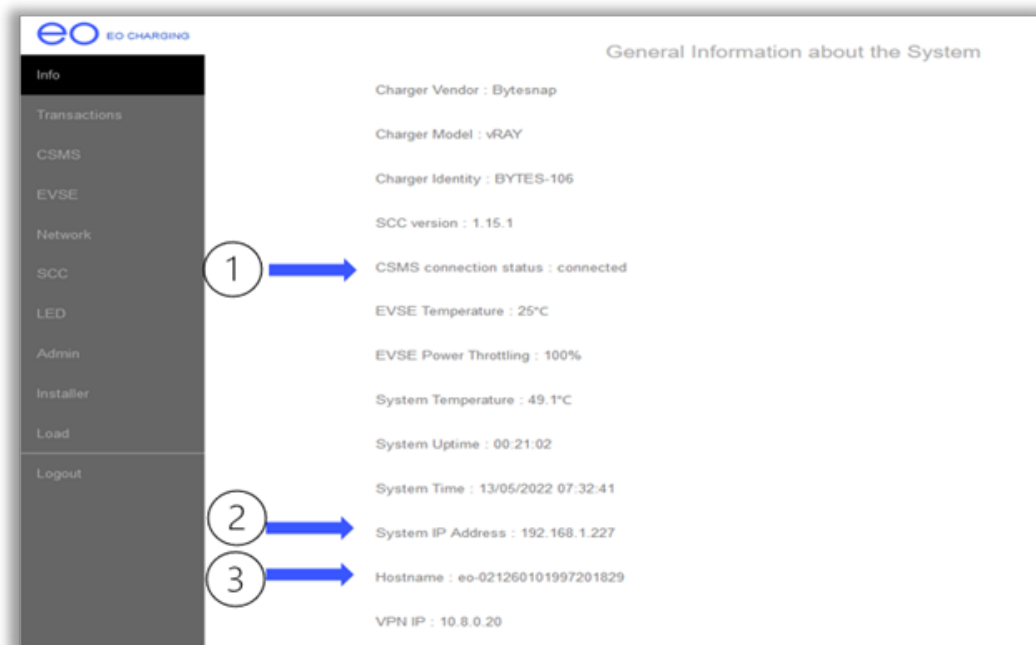 eo EO CHARGING
General Information about the System
Info
Transactions
CSMS
EVSE
Network
SCC
LED
Admin
Installer
Load
Logout
Charger Vendor : Bytesnap
Charger Model : vRAY
Charger Identity : BYTES-106
SCC version : 1.15.1
1
CSMS connection status : connected
EVSE Temperature : 25°C
EVSE Power Throttling : 100%
System Temperature : 49.1°C
System Uptime : 00:21:02
System Time : 13/05/2022 07:32:41
2
System IP Address : 192.168.1.227
3
Hostname : eo-021260101997201829
VPN IP : 10.8.0.20